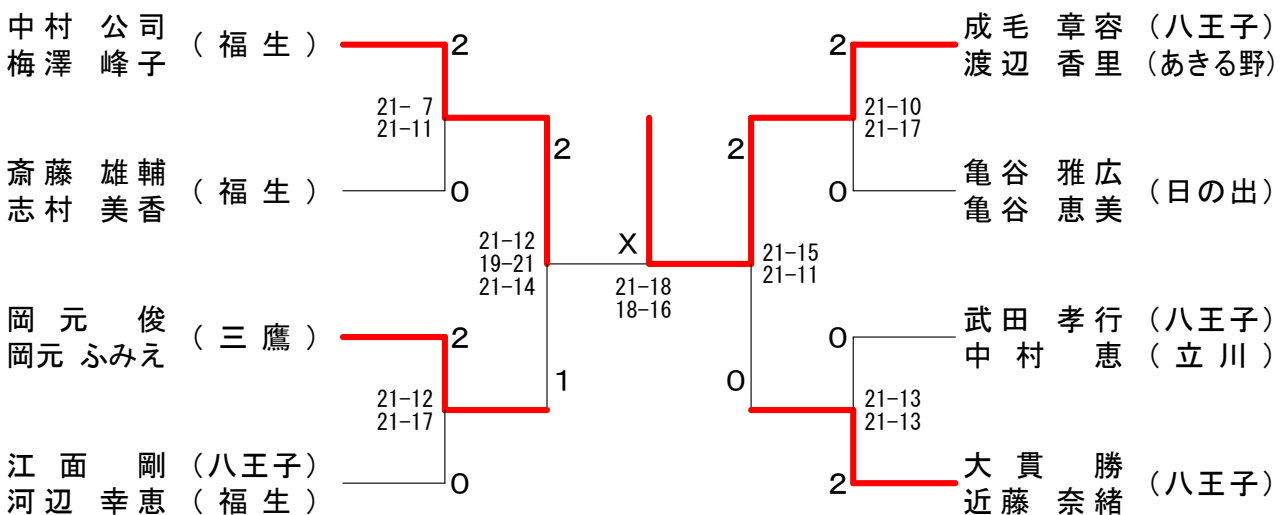 中村 公司
梅澤 峰子
(福生)
2
21- 7
21-11
斎藤 雄輔
志村 美香
(福生)
0
2
21-12
19-21
21-14
岡元 俊
岡元 ふみえ
(三鷹)
2
21-12
21-17
1
江面 剛 (八王子)
河辺 幸恵 (福生)
0
X
21-18
18-16
成毛 章容 (八王子)
渡辺 香里 (あきる野)
2
21-10
21-17
亀谷 雅広
亀谷 恵美
(日の出)
0
2
21-15
21-11
武田 孝行 (八王子)
中村 恵 (立川)
0
21-13
21-13
0
大貫 勝
近藤 奈緒
(八王子)
2